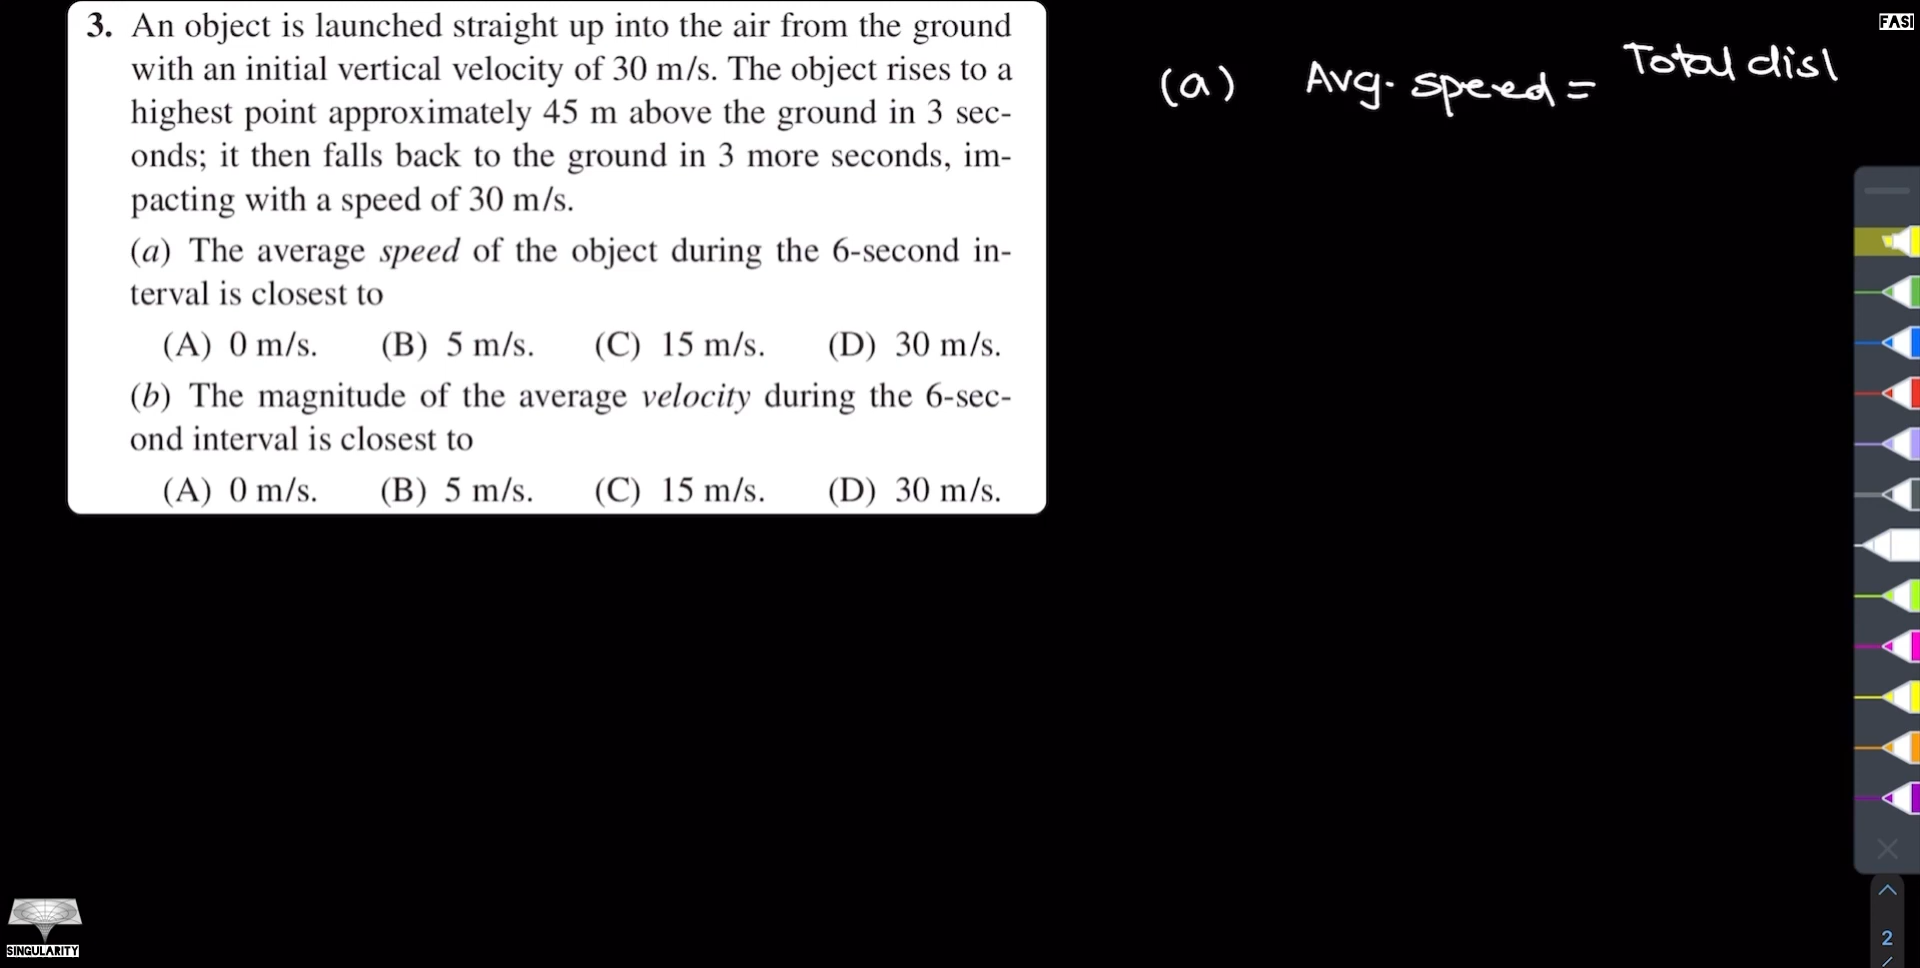 3. An object is launched straight up into the air from the ground
with an initial vertical velocity of 30 m/s. The object rises to a
highest point approximately 45 m above the ground in 3 sec-
onds; it then falls back to the ground in 3 more seconds, im-
pacting with a speed of 30 m/s.
(a) The average speed of the object during the 6-second in-
terval is closest to
(A) 0 m/s. (B) 5 m/s. (C) 15 m/s. (D) 30 m/s.
(b) The magnitude of the average velocity during the 6-sec-
ond interval is closest to
(A) 0 m/s. (B) 5 m/s. (C) 15 m/s. (D) 30 m/s.
(a) Avg. speed = Total dis
FASI
2
SINGULARITY